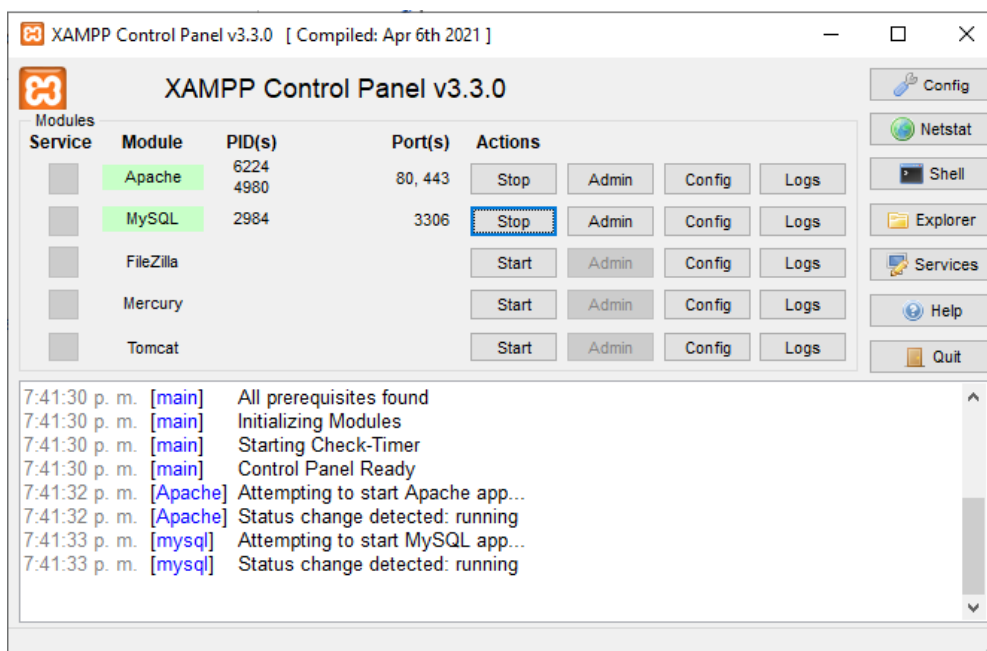 XAMPP Control Panel v3.3.0 [ Compiled: Apr 6th 2021 ]
XAMPP Control Panel v3.3.0
Config
Modules
Service Module PID(s) Port(s) Actions
Netstat
Apache 6224 4980 80, 443 Stop Admin Config Logs
Shell
MySQL 2984 3306 Stop Admin Config Logs
Explorer
FileZilla Start Admin Config Logs
Services
Mercury Start Admin Config Logs
Help
Tomcat Start Admin Config Logs
Quit
7:41:30 p. m. [main] All prerequisites found
7:41:30 p. m. [main] Initializing Modules
7:41:30 p. m. [main] Starting Check-Timer
7:41:30 p. m. [main] Control Panel Ready
7:41:32 p. m. [Apache] Attempting to start Apache app...
7:41:32 p. m. [Apache] Status change detected: running
7:41:33 p. m. [mysql] Attempting to start MySQL app...
7:41:33 p. m. [mysql] Status change detected: running